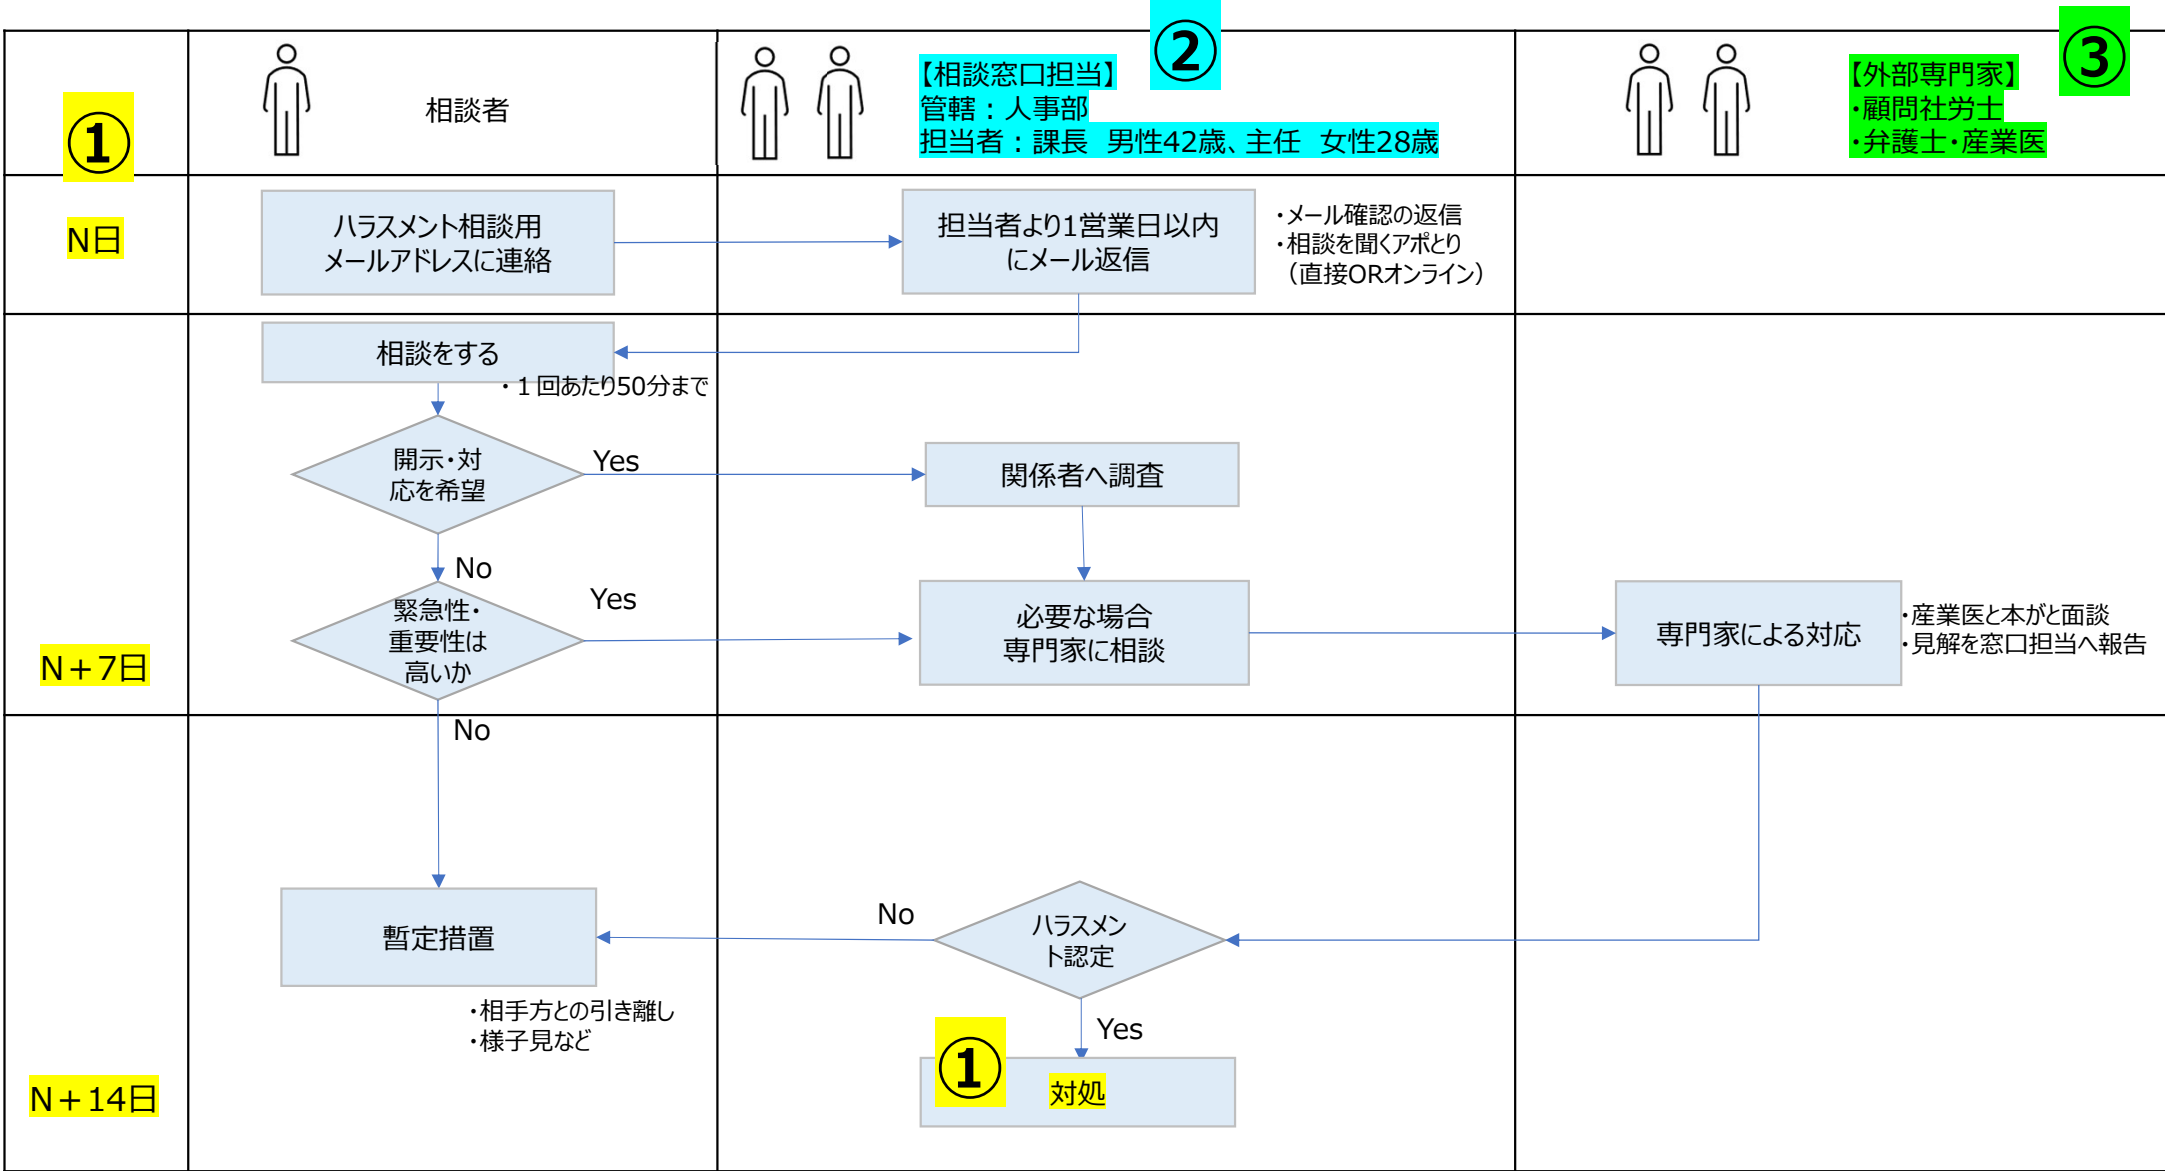 ①
相談者
②
【相談窓口担当】
管轄：人事部
担当者：課長　男性42歳、主任　女性28歳
③
【外部専門家】
・顧問社労士
・弁護士・産業医
N日
ハラスメント相談用
メールアドレスに連絡
担当者より1営業日以内
にメール返信
・メール確認の返信
・相談を聞くアポとり
（直接ORオンライン）
相談をする
・１回あたり50分まで
開示・対
応を希望
Yes
関係者へ調査
No
N＋7日
緊急性・
重要性は
高いか
Yes
必要な場合
専門家に相談
専門家による対応
・産業医と本がと面談
・見解を窓口担当へ報告
No
暫定措置
・相手方との引き離し
・様子見など
No
ハラスメン
ト認定
Yes
N＋14日
①
対処